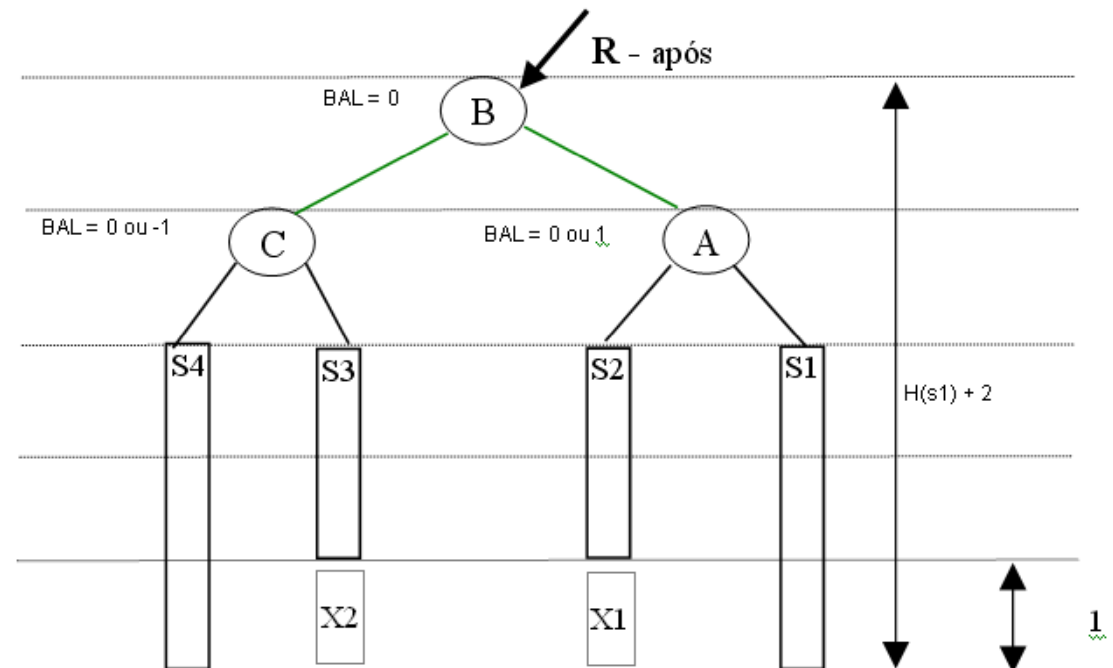 R - após
BAL = 0
B
BAL = 0 ou -1
C
BAL = 0 ou 1
A
S4
S3
S2
S1
H(s1) + 2
X2
X1
1